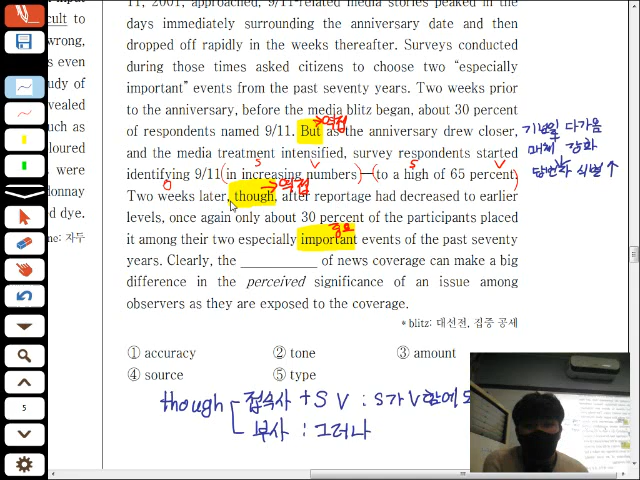 11, 2001, approached, 9/11-related media stories peaked in the
days immediately surrounding the anniversary date and then
dropped off rapidly in the weeks thereafter. Surveys conducted
during those times asked citizens to choose two "especially
important" events from the past seventy years. Two weeks prior
to the anniversary, before the media blitz began, about 30 percent
→역접
of respondents named 9/11. But as the anniversary drew closer,
기념일 다가옴
and the media treatment intensified, survey respondents started
매체 강화
S V S V
identifying 9/11 (in increasing numbers)—(to a high of 65 percent.)
답변자 식별↑
O →역접
Two weeks later, though, after reportage had decreased to earlier
levels, once again only about 30 percent of the participants placed
중요
it among their two especially important events of the past seventy
years. Clearly, the ____________ of news coverage can make a big
difference in the perceived significance of an issue among
observers as they are exposed to the coverage.
* blitz: 대선전, 집중 공세
① accuracy ② tone ③ amount
④ source ⑤ type
though 접속사 + S V : S가 V 함에도
부사 : 그러나
cult to
wrong,
s even
udy of
vealed
uch as
loured
were
donnay
d dye.
me: 자두
5